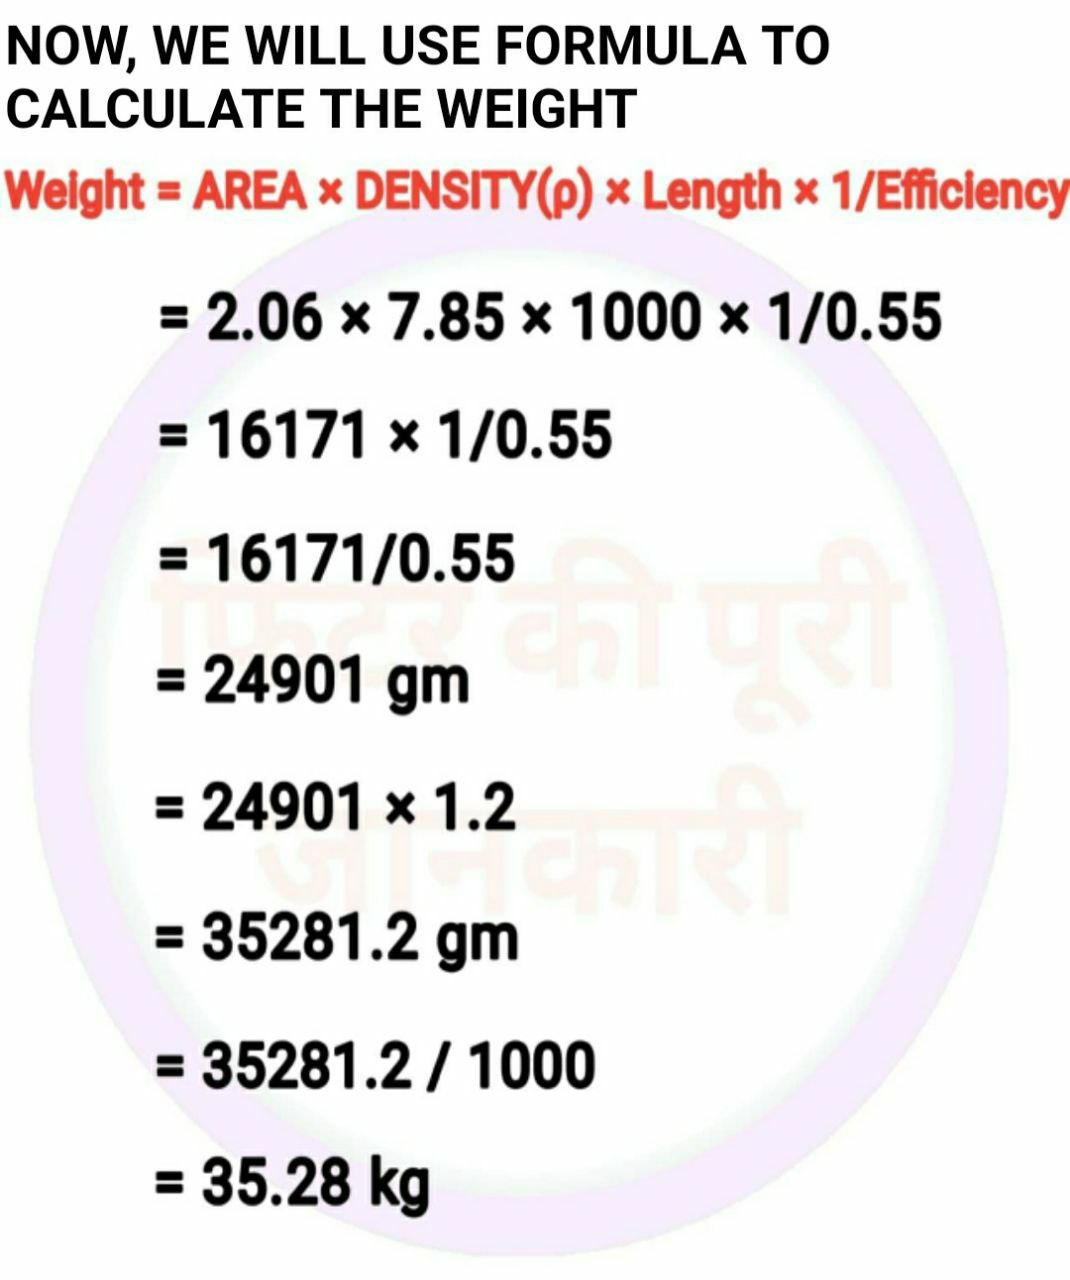 NOW, WE WILL USE FORMULA TO
CALCULATE THE WEIGHT
Weight = AREA × DENSITY(p) × Length × 1/Efficiency
= 2.06 × 7.85 × 1000 × 1/0.55
= 16171 × 1/0.55
= 16171/0.55
= 24901 gm
= 24901 × 1.2
= 35281.2 gm
= 35281.2 / 1000
= 35.28 kg
फिटर की पूरी
जानकारी